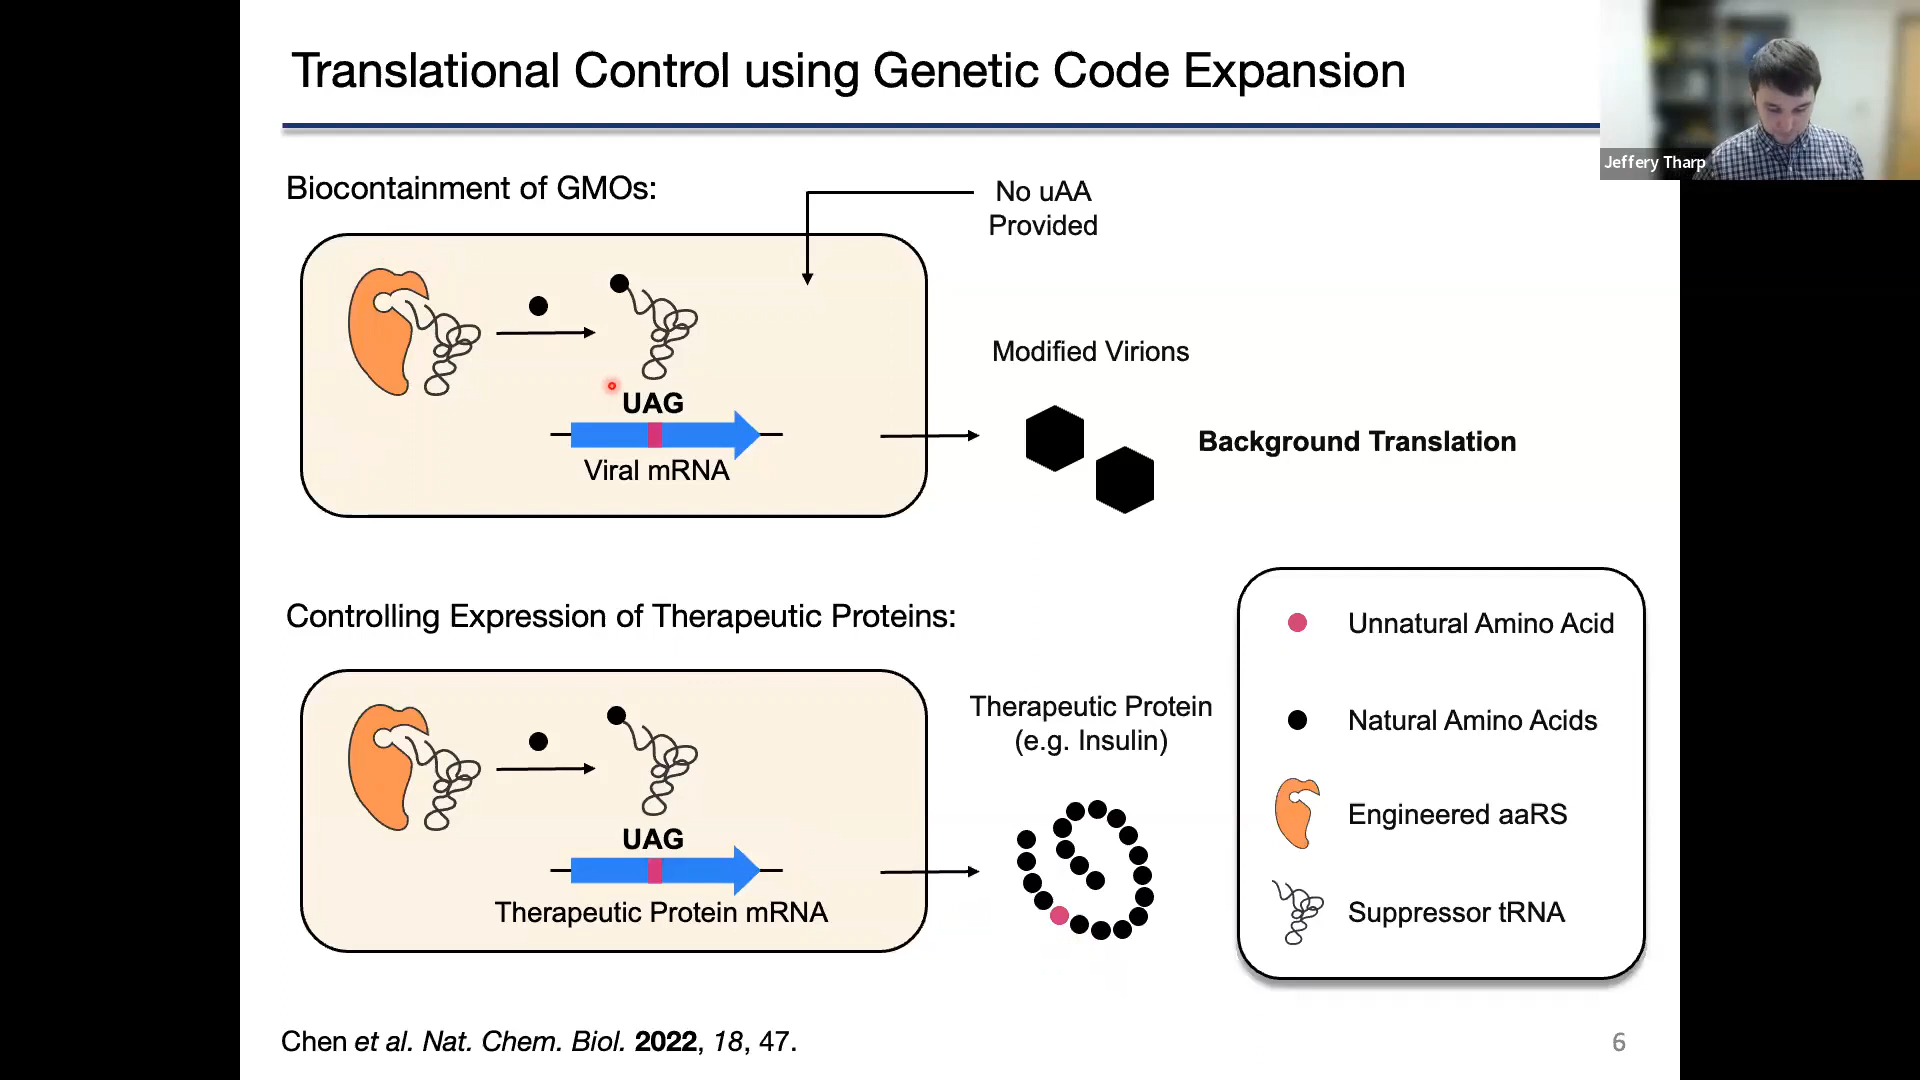 Translational Control using Genetic Code Expansion
Jeffery Tharp
Biocontainment of GMOs:
No uAA
Provided
UAG
Viral mRNA
Modified Virions
Background Translation
Controlling Expression of Therapeutic Proteins:
UAG
Therapeutic Protein mRNA
Therapeutic Protein
(e.g. Insulin)
Unnatural Amino Acid
Natural Amino Acids
Engineered aaRS
Suppressor tRNA
Chen et al. Nat. Chem. Biol. 2022, 18, 47.
6